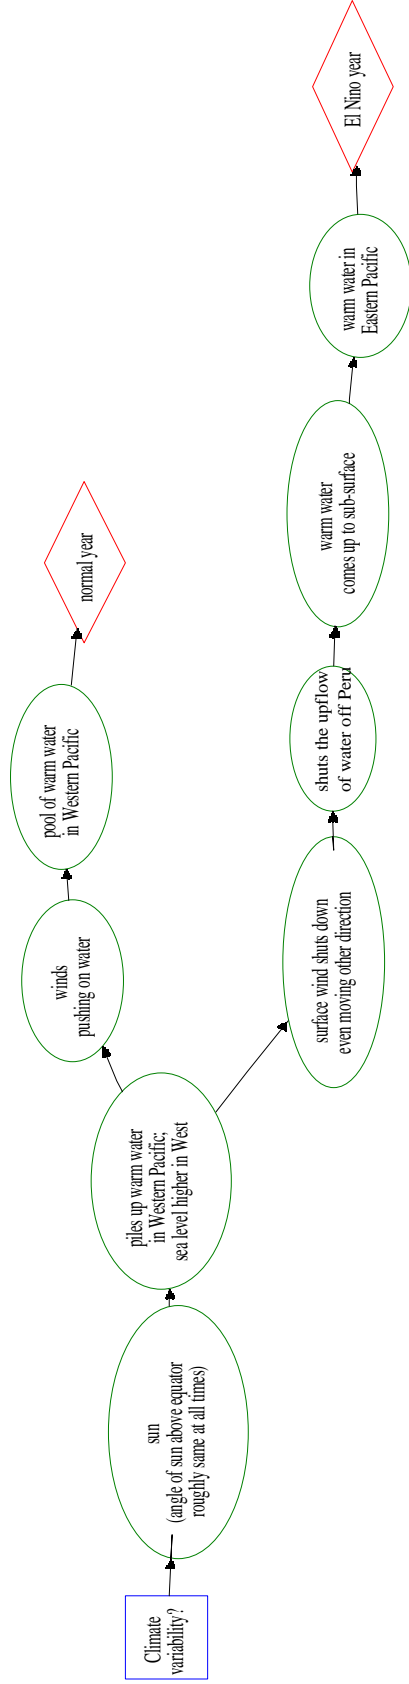 Climate
variability?
sun
(angle of sun above equator
roughly same at all times)
piles up warm water
in Western Pacific;
sea level higher in West
winds
pushing on water
pool of warm water
in Western Pacific
normal year
surface wind shuts down
even moving other direction
shuts the upflow
of water off Peru
warm water
comes up to sub-surface
warm water in
Eastern Pacific
El Nino year